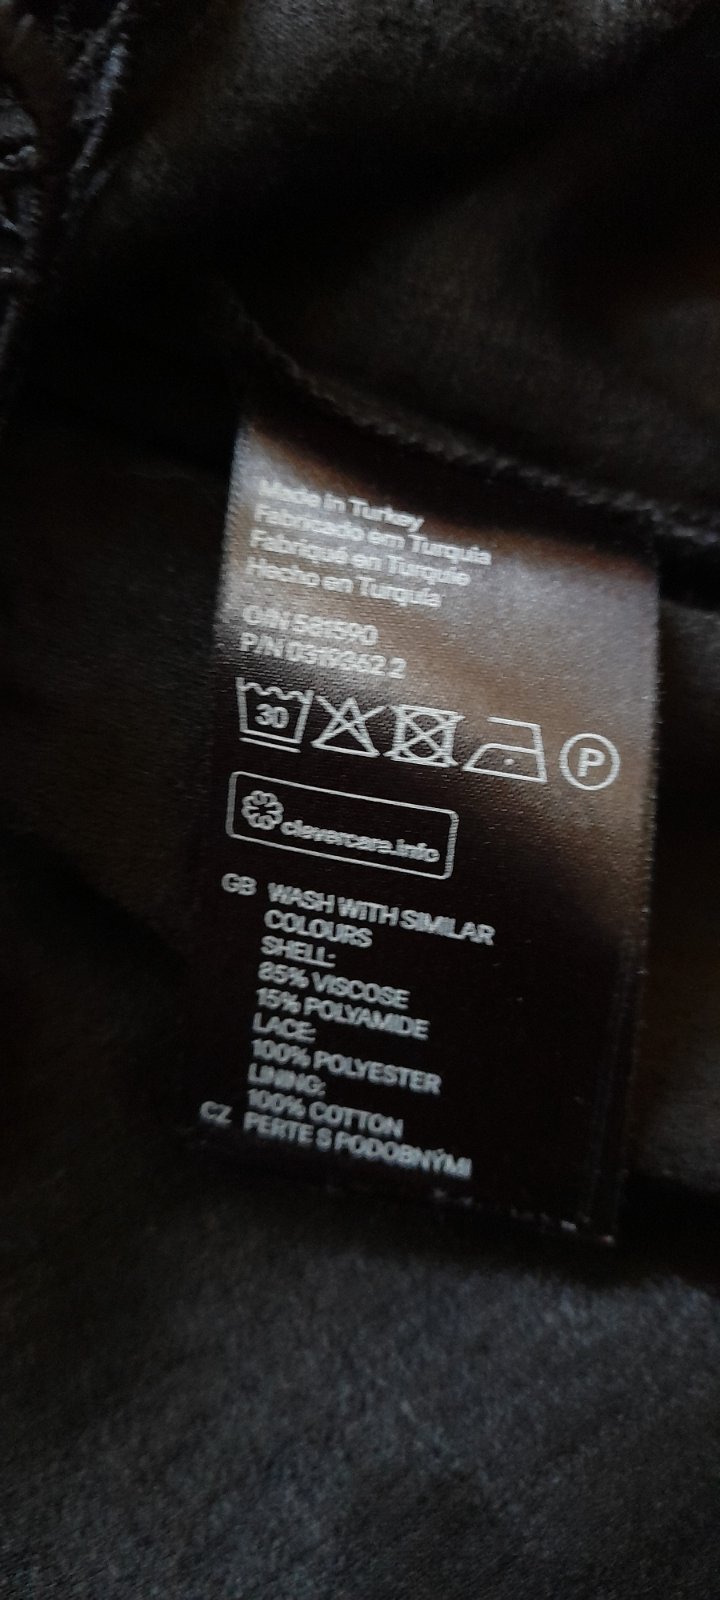 Made in Turkey
Fabricado em Turquia
Fabriqué en Turquie
Hecho en Turquía
O/N 581590
P/N 0319362.2
30
P
clevercare.info
GB WASH WITH SIMILAR
COLOURS
SHELL:
85% VISCOSE
15% POLYAMIDE
LACE:
100% POLYESTER
LINING:
100% COTTON
CZ PERTE S PODOBNÝMI